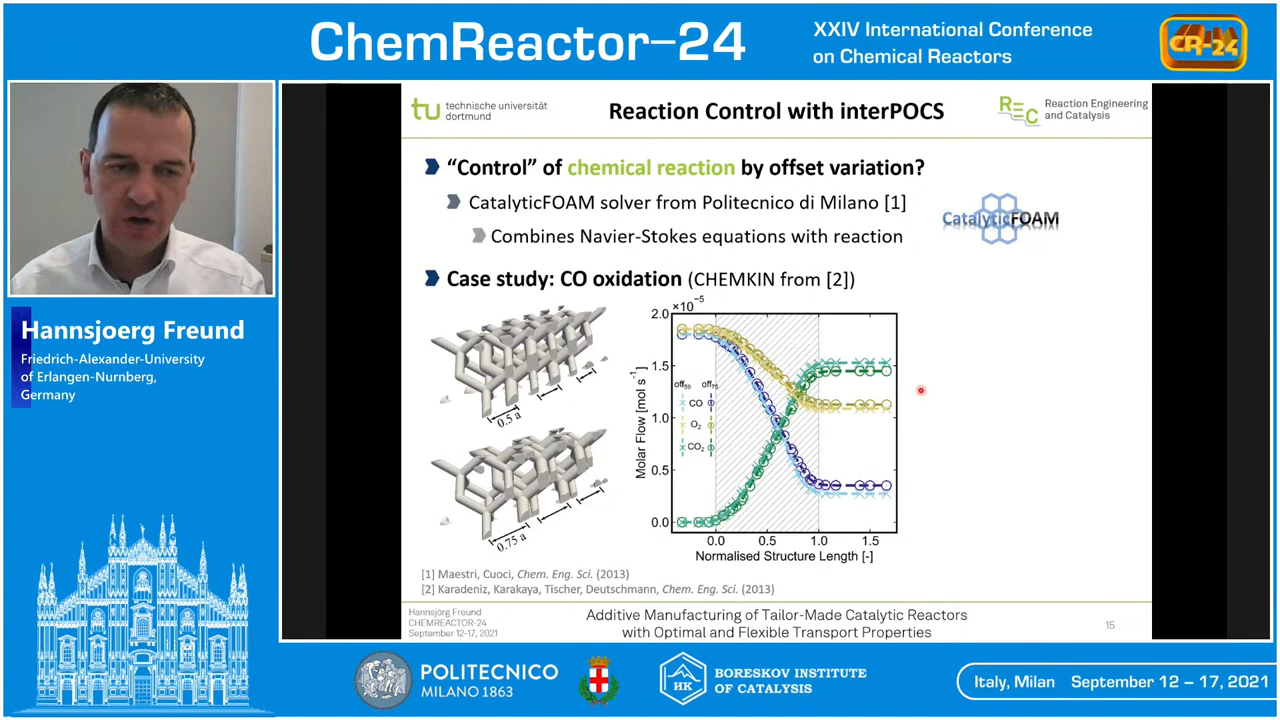 ChemReactor-24
XXIV International Conference
on Chemical Reactors
CR-24
tu technische universität
dortmund
Reaction Control with interPOCS
REC Reaction Engineering
and Catalysis
“Control” of chemical reaction by offset variation?
CatalyticFOAM solver from Politecnico di Milano [1]
CatalyticFOAM
Combines Navier-Stokes equations with reaction
Case study: CO oxidation (CHEMKIN from [2])
Hannsjoerg Freund
Friedrich-Alexander-University
of Erlangen-Nurnberg,
Germany
0.5 a
0.75 a
×10⁻⁵
2.0
1.5
1.0
0.5
0.0
Molar Flow [mol s⁻¹]
off₅₀ off₇₅
CO
O₂
CO₂
0.0 0.5 1.0 1.5
Normalised Structure Length [-]
[1] Maestri, Cuoci, Chem. Eng. Sci. (2013)
[2] Karadeniz, Karakaya, Tischer, Deutschmann, Chem. Eng. Sci. (2013)
Hannsjörg Freund
CHEMREACTOR-24
September 12-17, 2021
Additive Manufacturing of Tailor-Made Catalytic Reactors
with Optimal and Flexible Transport Properties
15
POLITECNICO
MILANO 1863
HK
BORESKOV INSTITUTE
OF CATALYSIS
Italy, Milan September 12 – 17, 2021